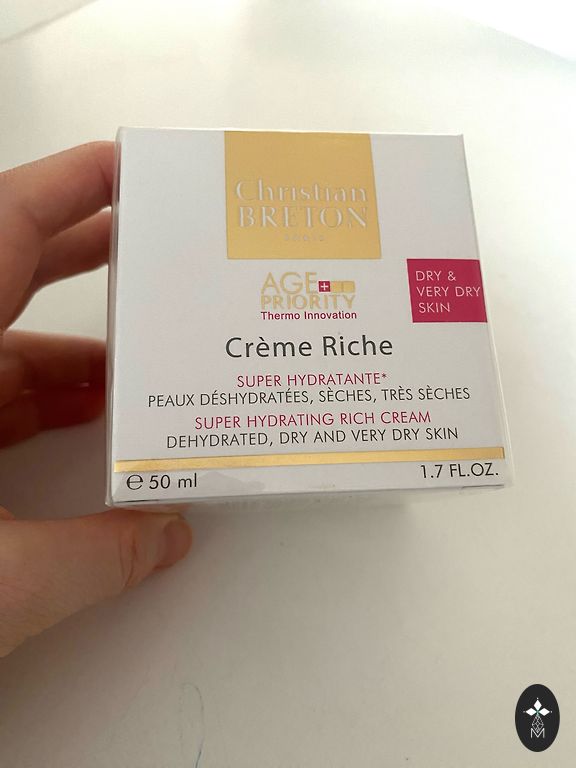 Christian
BRETON
PARIS
AGE
PRIORITY
Thermo Innovation
DRY &
VERY DRY
SKIN
Crème Riche
SUPER HYDRATANTE*
PEAUX DÉSHYDRATÉES, SÈCHES, TRÈS SÈCHES
SUPER HYDRATING RICH CREAM
DEHYDRATED, DRY AND VERY DRY SKIN
℮ 50 ml
1.7 FL.OZ.
M